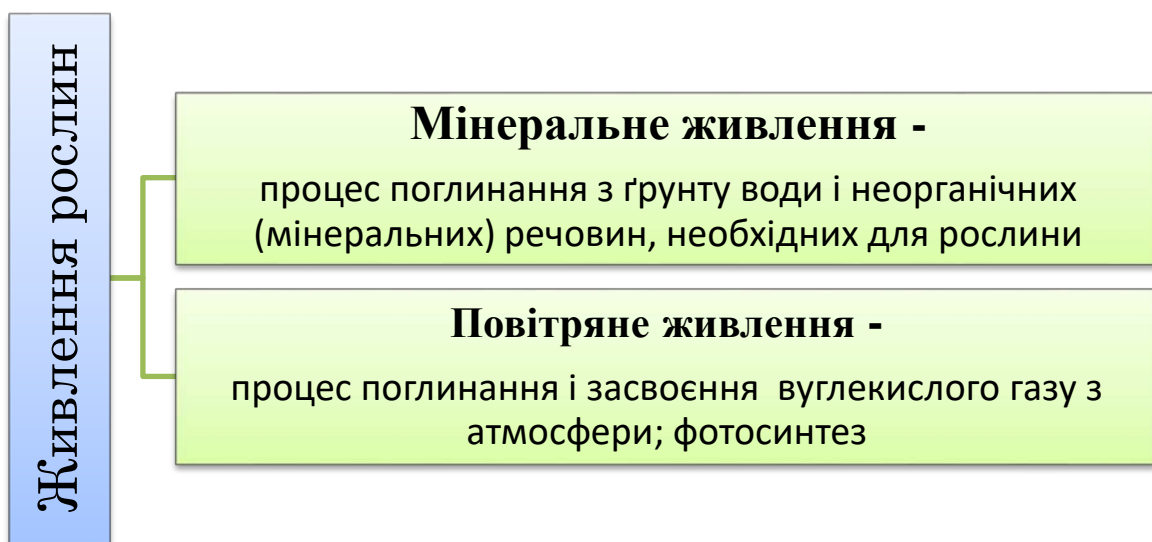 Живлення рослин
Мінеральне живлення -
процес поглинання з ґрунту води і неорганічних
(мінеральних) речовин, необхідних для рослини
Повітряне живлення -
процес поглинання і засвоєння  вуглекислого газу з
атмосфери; фотосинтез